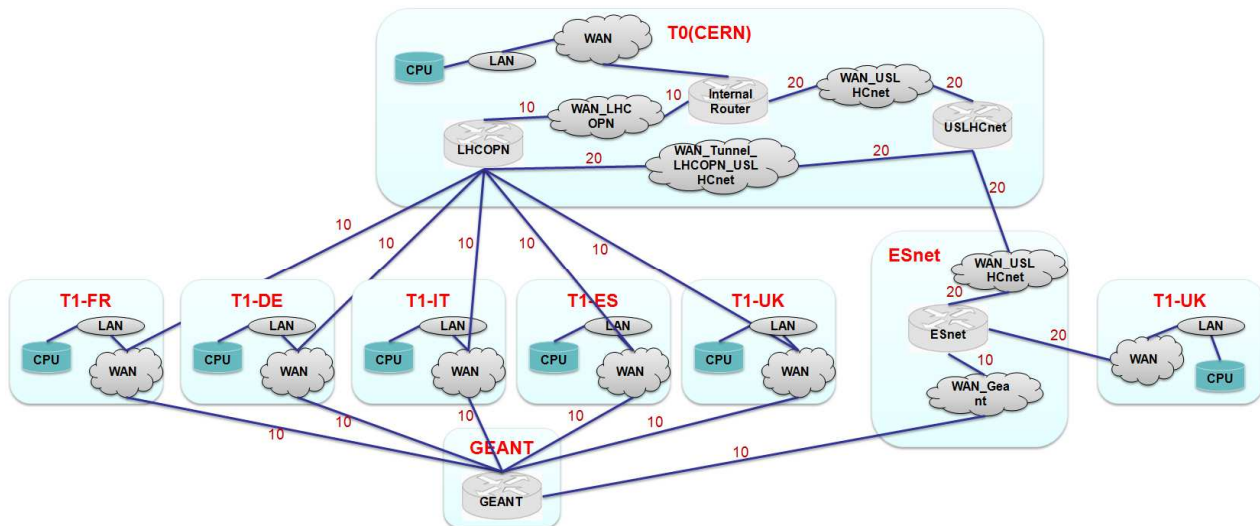 T0(CERN)
WAN
LAN
CPU
20
WAN_USL
HCnet
20
Internal
Router
10
WAN_LHC
OPN
10
USLHCnet
LHCOPN
20
WAN_Tunnel_
LHCOPN_USL
HCnet
20
20
10
10
10
10
10
ESnet
WAN_USL
HCnet
20
ESnet
20
10
WAN_Gea
nt
T1-FR
LAN
CPU
WAN
T1-DE
LAN
CPU
WAN
T1-IT
LAN
CPU
WAN
T1-ES
LAN
CPU
WAN
T1-UK
LAN
CPU
WAN
T1-UK
LAN
WAN
CPU
10
10
10
10
10
10
GEANT
GEANT